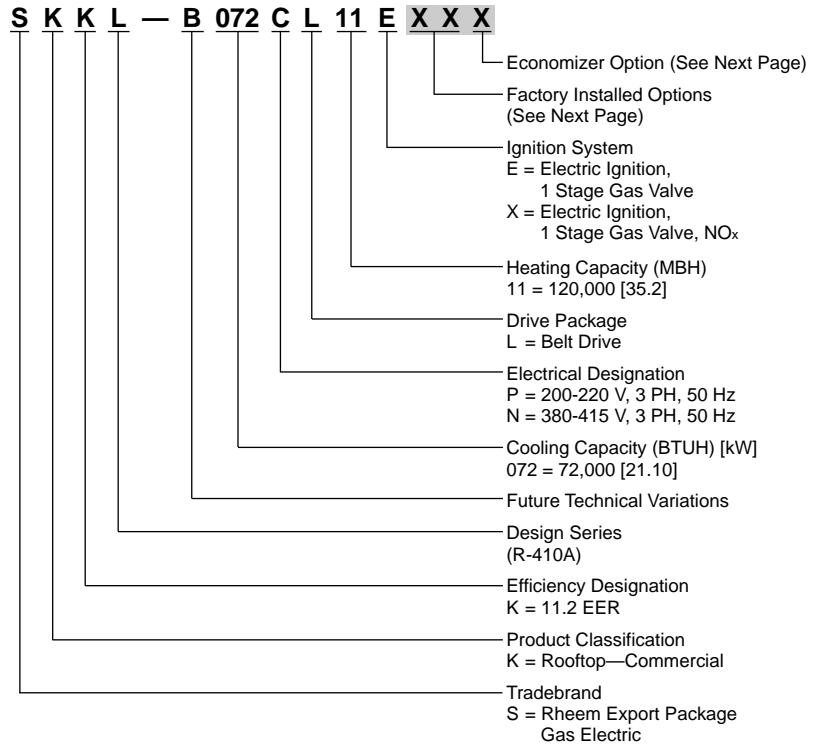 S K K L — B 072 C L 11 E X X X
Economizer Option (See Next Page)
Factory Installed Options
(See Next Page)
Ignition System
E = Electric Ignition,
1 Stage Gas Valve
X = Electric Ignition,
1 Stage Gas Valve, NOx
Heating Capacity (MBH)
11 = 120,000 [35.2]
Drive Package
L = Belt Drive
Electrical Designation
P = 200-220 V, 3 PH, 50 Hz
N = 380-415 V, 3 PH, 50 Hz
Cooling Capacity (BTUH) [kW]
072 = 72,000 [21.10]
Future Technical Variations
Design Series
(R-410A)
Efficiency Designation
K = 11.2 EER
Product Classification
K = Rooftop—Commercial
Tradebrand
S = Rheem Export Package
Gas Electric